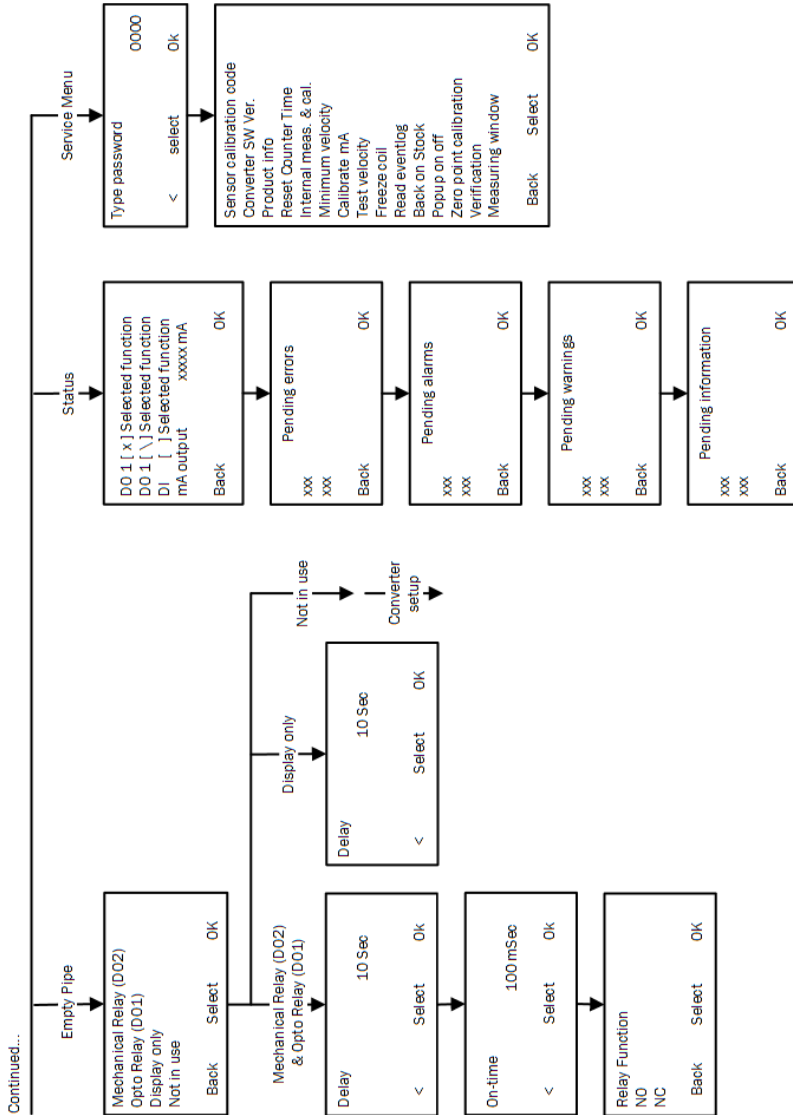 Continued...
Empty Pipe
Mechanical Relay (DO2)
Opto Relay (DO1)
Display only
Not in use
Back Select OK
Mechanical Relay (DO2)
& Opto Relay (DO1)
Delay
10 Sec
< Select OK
On-time
100 mSec
< Select Ok
Relay Function
NO
NC
Back Select OK
Display only
Delay
10 Sec
< Select OK
Not in use
Converter
setup
Status
DO 1 [ x ] Selected function
DO 1 [ \ ] Selected function
DI [ ] Selected function
mA output xxxxx mA
Back OK
Pending errors
xxx
xxx
Back OK
Pending alarms
xxx
xxx
Back OK
Pending warnings
xxx
xxx
Back OK
Pending information
xxx
xxx
Back OK
Service Menu
Type password
0000
< select Ok
Sensor calibration code
Converter SW Ver.
Product info
Reset Counter Time
Internal meas. & cal.
Minimum velocity
Calibrate mA
Test velocity
Freeze coil
Read eventlog
Back on Stock
Popup on off
Zero point calibration
Verification
Measuring window
Back Select OK